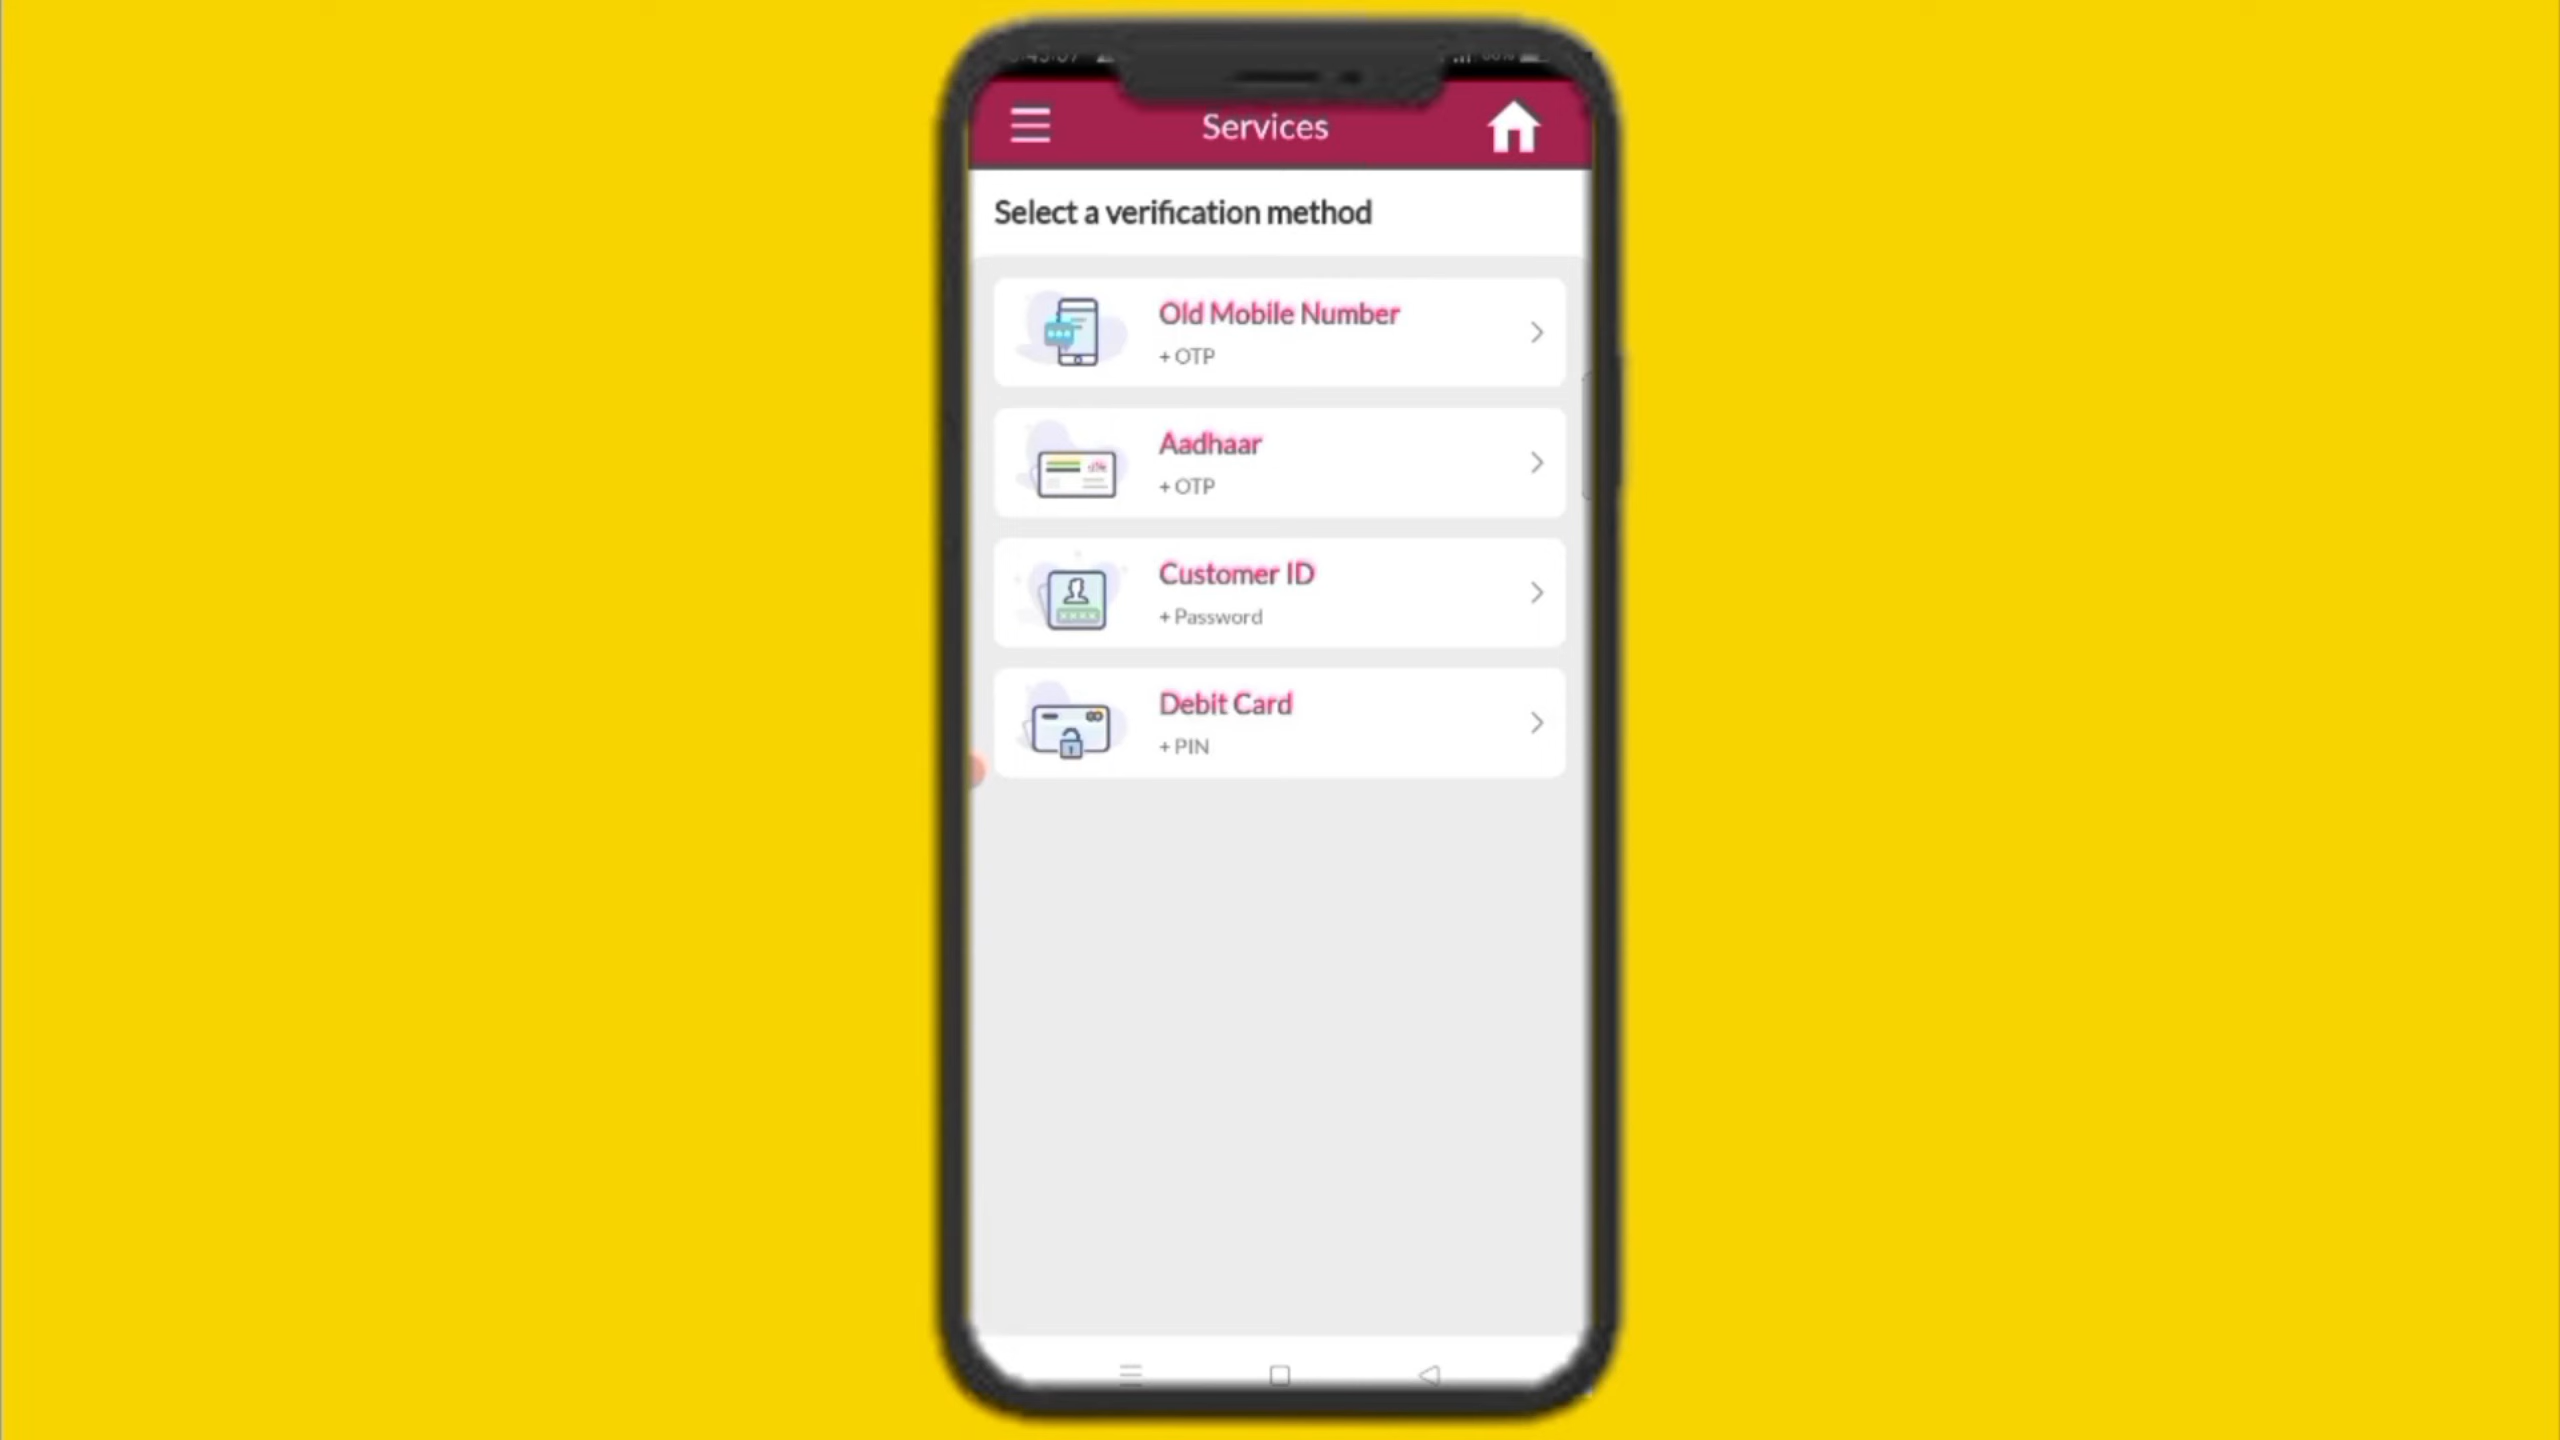 Services
Select a verification method
Old Mobile Number
+ OTP
Aadhaar
+ OTP
Customer ID
+ Password
Debit Card
+ PIN